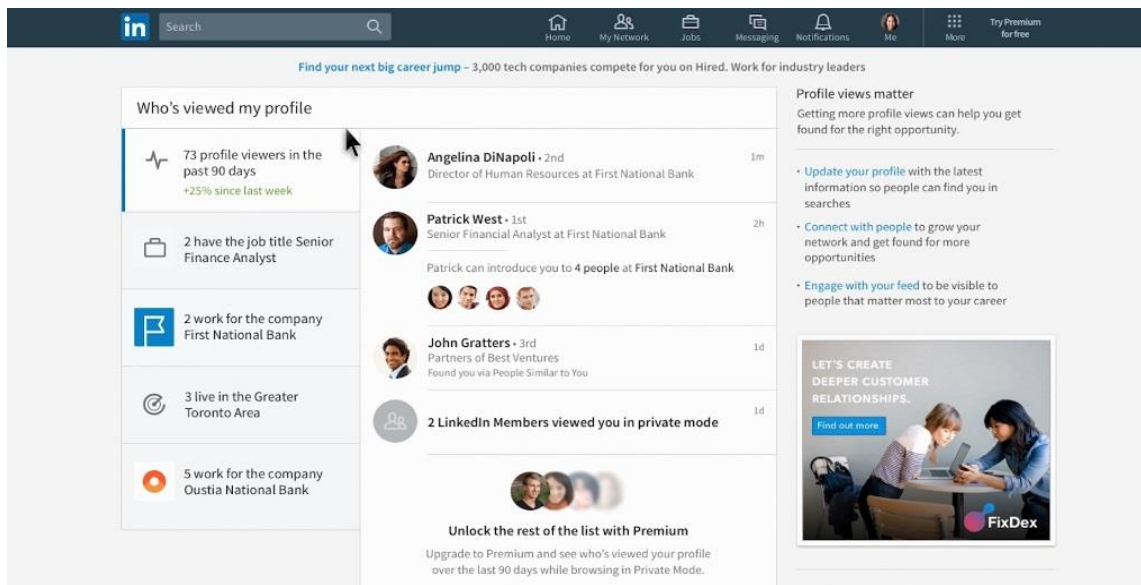 in
Search
Home
My Network
Jobs
Messaging
Notifications
Me
More
Try Premium
for free
Find your next big career jump – 3,000 tech companies compete for you on Hired. Work for industry leaders
Who's viewed my profile
73 profile viewers in the
past 90 days
+25% since last week
2 have the job title Senior
Finance Analyst
2 work for the company
First National Bank
3 live in the Greater
Toronto Area
5 work for the company
Oustia National Bank
Angelina DiNapoli • 2nd
1m
Director of Human Resources at First National Bank
Patrick West • 1st
2h
Senior Financial Analyst at First National Bank
Patrick can introduce you to 4 people at First National Bank
John Gratters • 3rd
1d
Partners of Best Ventures
Found you via People Similar to You
2 LinkedIn Members viewed you in private mode
1d
Unlock the rest of the list with Premium
Upgrade to Premium and see who's viewed your profile
over the last 90 days while browsing in Private Mode.
Profile views matter
Getting more profile views can help you get
found for the right opportunity.
• Update your profile with the latest
information so people can find you in
searches
• Connect with people to grow your
network and get found for more
opportunities
• Engage with your feed to be visible to
people that matter most to your career
LET'S CREATE
DEEPER CUSTOMER
RELATIONSHIPS.
Find out more
FixDex